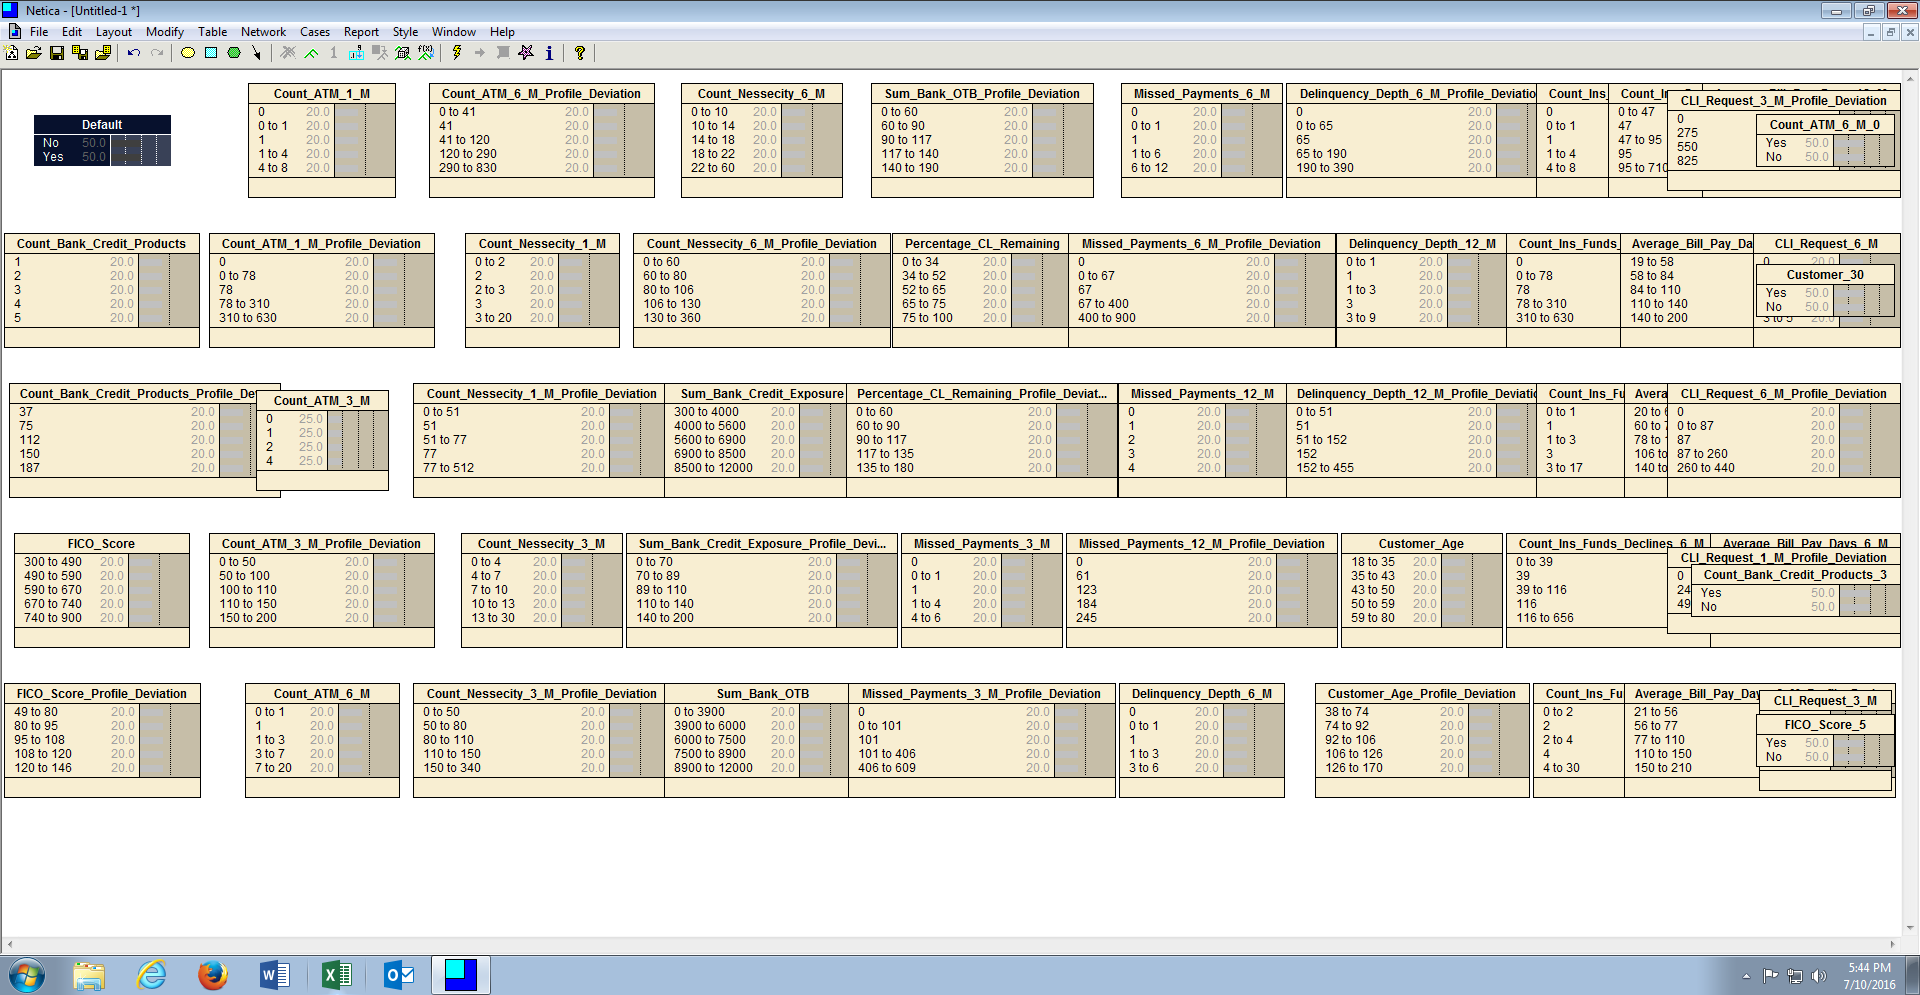 Netica - [Untitled-1 *]
File Edit Layout Modify Table Network Cases Report Style Window Help
Default
No 50.0
Yes 50.0
Count_ATM_1_M
0 20.0
0 to 1 20.0
1 20.0
1 to 4 20.0
4 to 8 20.0
Count_ATM_6_M_Profile_Deviation
0 to 41 20.0
41 20.0
41 to 120 20.0
120 to 290 20.0
290 to 830 20.0
Count_Nessecity_6_M
0 to 10 20.0
10 to 14 20.0
14 to 18 20.0
18 to 22 20.0
22 to 60 20.0
Sum_Bank_OTB_Profile_Deviation
0 to 60 20.0
60 to 90 20.0
90 to 117 20.0
117 to 140 20.0
140 to 190 20.0
Missed_Payments_6_M
0 20.0
0 to 1 20.0
1 20.0
1 to 6 20.0
6 to 12 20.0
Delinquency_Depth_6_M_Profile_Deviatio
0 20.0
0 to 65 20.0
65 20.0
65 to 190 20.0
190 to 390 20.0
Count_Ins_
0
0 to 1
1
1 to 4
4 to 8
Count_In
0 to 47
47
47 to 95
95
95 to 710
CLI_Request_3_M_Profile_Deviation
0
275
550
825
Count_ATM_6_M_0
Yes 50.0
No 50.0
Count_Bank_Credit_Products
1 20.0
2 20.0
3 20.0
4 20.0
5 20.0
Count_ATM_1_M_Profile_Deviation
0 20.0
0 to 78 20.0
78 20.0
78 to 310 20.0
310 to 630 20.0
Count_Nessecity_1_M
0 to 2 20.0
2 20.0
2 to 3 20.0
3 20.0
3 to 20 20.0
Count_Nessecity_6_M_Profile_Deviation
0 to 60 20.0
60 to 80 20.0
80 to 106 20.0
106 to 130 20.0
130 to 360 20.0
Percentage_CL_Remaining
0 to 34 20.0
34 to 52 20.0
52 to 65 20.0
65 to 75 20.0
75 to 100 20.0
Missed_Payments_6_M_Profile_Deviation
0 20.0
0 to 67 20.0
67 20.0
67 to 400 20.0
400 to 900 20.0
Delinquency_Depth_12_M
0 to 1 20.0
1 20.0
1 to 3 20.0
3 20.0
3 to 9 20.0
Count_Ins_Funds_
0
0 to 78
78
78 to 310
310 to 630
Average_Bill_Pay_Da
19 to 58
58 to 84
84 to 110
110 to 140
140 to 200
CLI_Request_6_M
0 20.0
3 to 5 20.0
Customer_30
Yes 50.0
No 50.0
Count_Bank_Credit_Products_Profile_De
37 20.0
75 20.0
112 20.0
150 20.0
187 20.0
Count_ATM_3_M
0 25.0
1 25.0
2 25.0
4 25.0
Count_Nessecity_1_M_Profile_Deviation
0 to 51 20.0
51 20.0
51 to 77 20.0
77 20.0
77 to 512 20.0
Sum_Bank_Credit_Exposure
300 to 4000 20.0
4000 to 5600 20.0
5600 to 6900 20.0
6900 to 8500 20.0
8500 to 12000 20.0
Percentage_CL_Remaining_Profile_Deviat...
0 to 60 20.0
60 to 90 20.0
90 to 117 20.0
117 to 135 20.0
135 to 180 20.0
Missed_Payments_12_M
0 20.0
1 20.0
2 20.0
3 20.0
4 20.0
Delinquency_Depth_12_M_Profile_Deviatio
0 to 51 20.0
51 20.0
51 to 152 20.0
152 20.0
152 to 455 20.0
Count_Ins_Fu
0 to 1
1
1 to 3
3
3 to 17
Avera
20 to 6
60 to 7
78 to
106 to
140 to
CLI_Request_6_M_Profile_Deviation
0 20.0
0 to 87 20.0
87 20.0
87 to 260 20.0
260 to 440 20.0
FICO_Score
300 to 490 20.0
490 to 590 20.0
590 to 670 20.0
670 to 740 20.0
740 to 900 20.0
Count_ATM_3_M_Profile_Deviation
0 to 50 20.0
50 to 100 20.0
100 to 110 20.0
110 to 150 20.0
150 to 200 20.0
Count_Nessecity_3_M
0 to 4 20.0
4 to 7 20.0
7 to 10 20.0
10 to 13 20.0
13 to 30 20.0
Sum_Bank_Credit_Exposure_Profile_Devi...
0 to 70 20.0
70 to 89 20.0
89 to 110 20.0
110 to 140 20.0
140 to 200 20.0
Missed_Payments_3_M
0 20.0
0 to 1 20.0
1 20.0
1 to 4 20.0
4 to 6 20.0
Missed_Payments_12_M_Profile_Deviation
0 20.0
61 20.0
123 20.0
184 20.0
245 20.0
Customer_Age
18 to 35 20.0
35 to 43 20.0
43 to 50 20.0
50 to 59 20.0
59 to 80 20.0
Count_Ins_Funds_Declines_6_M
0 to 39
39
39 to 116
116
116 to 656
Average_Bill_Pay_Days_6_M
CLI_Request_1_M_Profile_Deviation
0
24
49
Count_Bank_Credit_Products_3
Yes 50.0
No 50.0
FICO_Score_Profile_Deviation
49 to 80 20.0
80 to 95 20.0
95 to 108 20.0
108 to 120 20.0
120 to 146 20.0
Count_ATM_6_M
0 to 1 20.0
1 20.0
1 to 3 20.0
3 to 7 20.0
7 to 20 20.0
Count_Nessecity_3_M_Profile_Deviation
0 to 50 20.0
50 to 80 20.0
80 to 110 20.0
110 to 150 20.0
150 to 340 20.0
Sum_Bank_OTB
0 to 3900 20.0
3900 to 6000 20.0
6000 to 7500 20.0
7500 to 8900 20.0
8900 to 12000 20.0
Missed_Payments_3_M_Profile_Deviation
0 20.0
0 to 101 20.0
101 20.0
101 to 406 20.0
406 to 609 20.0
Delinquency_Depth_6_M
0 20.0
0 to 1 20.0
1 20.0
1 to 3 20.0
3 to 6 20.0
Customer_Age_Profile_Deviation
38 to 74 20.0
74 to 92 20.0
92 to 106 20.0
106 to 126 20.0
126 to 170 20.0
Count_Ins_Fu
0 to 2
2
2 to 4
4
4 to 30
Average_Bill_Pay_Day
21 to 56
56 to 77
77 to 110
110 to 150
150 to 210
CLI_Request_3_M
FICO_Score_5
Yes 50.0
No 50.0
5:44 PM
7/10/2016